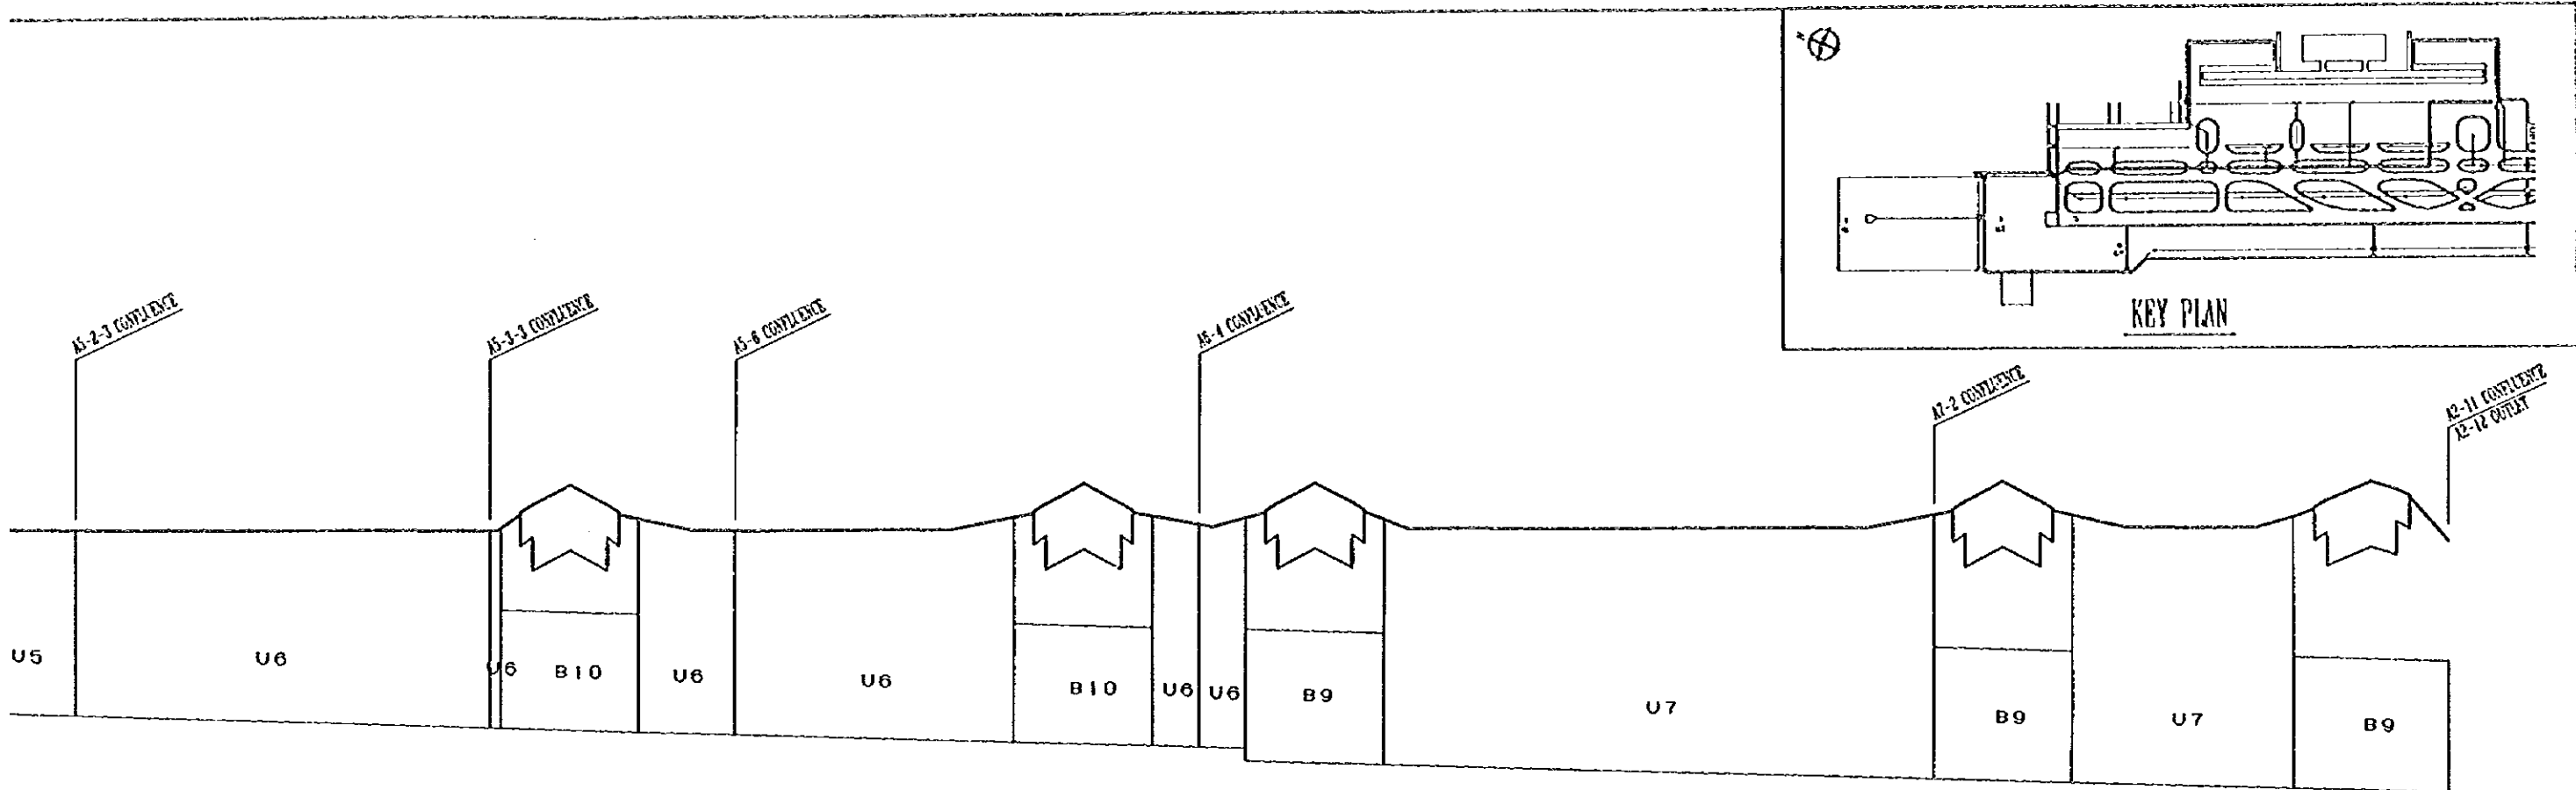 N
KEY PLAN
A5-2-3 CONFLUENCE
A5-3-3 CONFLUENCE
A5-6 CONFLUENCE
A6-4 CONFLUENCE
A7-2 CONFLUENCE
A2-11 CONFLUENCE
A2-12 OUTLET
U5
U6
U6
B10
U6
U6
B10
U6
U6
B9
U7
B9
U7
B9